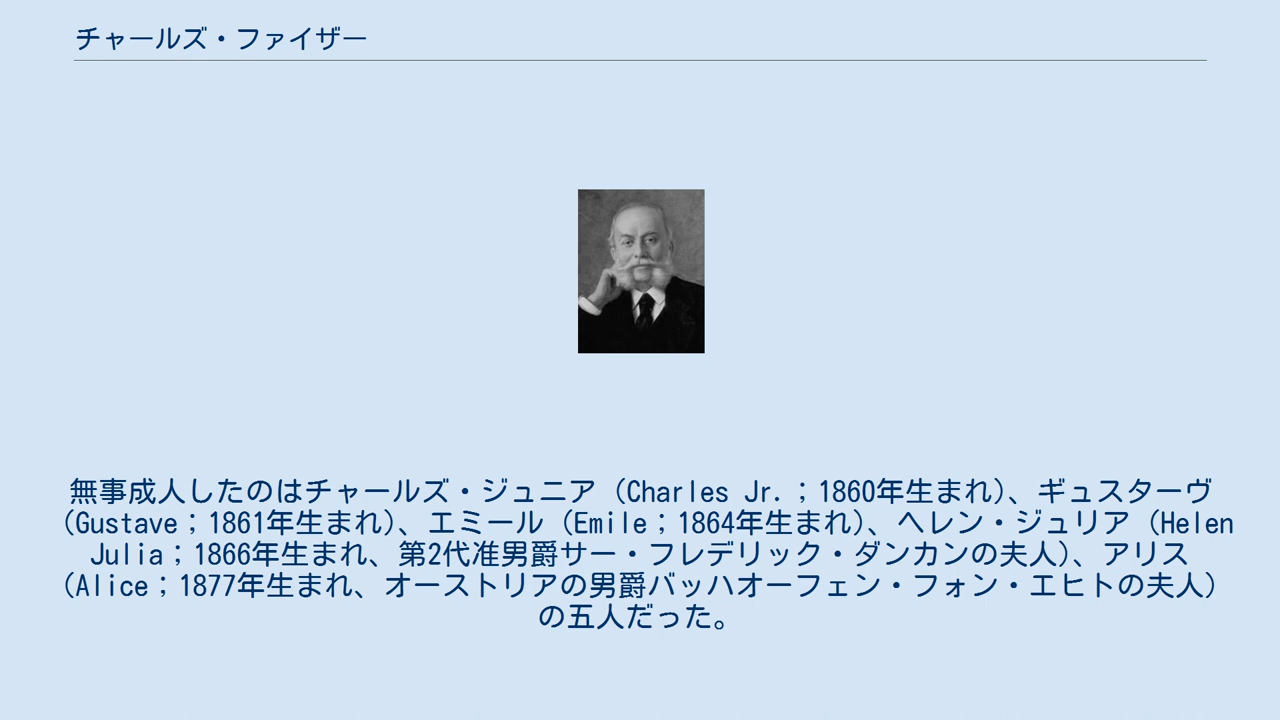 チャールズ・ファイザー
無事成人したのはチャールズ・ジュニア（Charles Jr.；1860年生まれ）、ギュスターヴ
（Gustave；1861年生まれ）、エミール（Emile；1864年生まれ）、ヘレン・ジュリア（Helen
Julia；1866年生まれ、第2代准男爵サー・フレデリック・ダンカンの夫人）、アリス
（Alice；1877年生まれ、オーストリアの男爵バッハオーフェン・フォン・エヒトの夫人）
の五人だった。